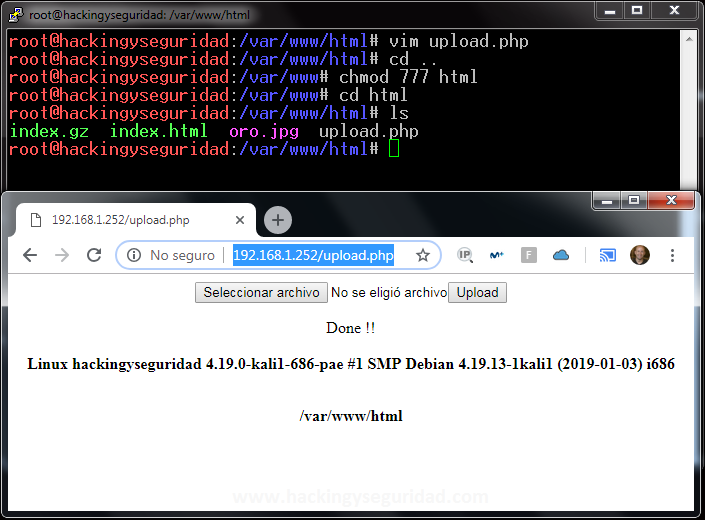 root@hackingyseguridad: /var/www/html
root@hackingyseguridad:/var/www/html# vim upload.php
root@hackingyseguridad:/var/www/html# cd ..
root@hackingyseguridad:/var/www# chmod 777 html
root@hackingyseguridad:/var/www# cd html
root@hackingyseguridad:/var/www/html# ls
index.gz  index.html  oro.jpg  upload.php
root@hackingyseguridad:/var/www/html#
192.168.1.252/upload.php
No seguro | 192.168.1.252/upload.php IP F
Seleccionar archivo No se eligió archivo Upload
Done !!
Linux hackingyseguridad 4.19.0-kali1-686-pae #1 SMP Debian 4.19.13-1kali1 (2019-01-03) i686
/var/www/html
www.hackingyseguridad.com